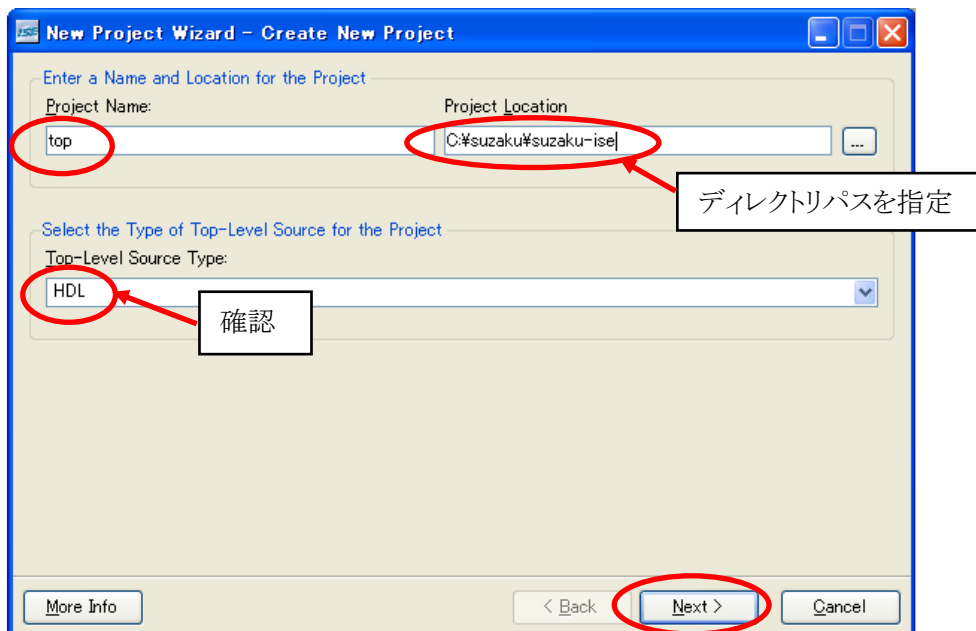 ISE New Project Wizard - Create New Project
Enter a Name and Location for the Project
Project Name: Project Location
top C:¥suzaku¥suzaku-ise ...
ディレクトリパスを指定
Select the Type of Top-Level Source for the Project
Top-Level Source Type:
HDL
確認
More Info < Back Next > Cancel